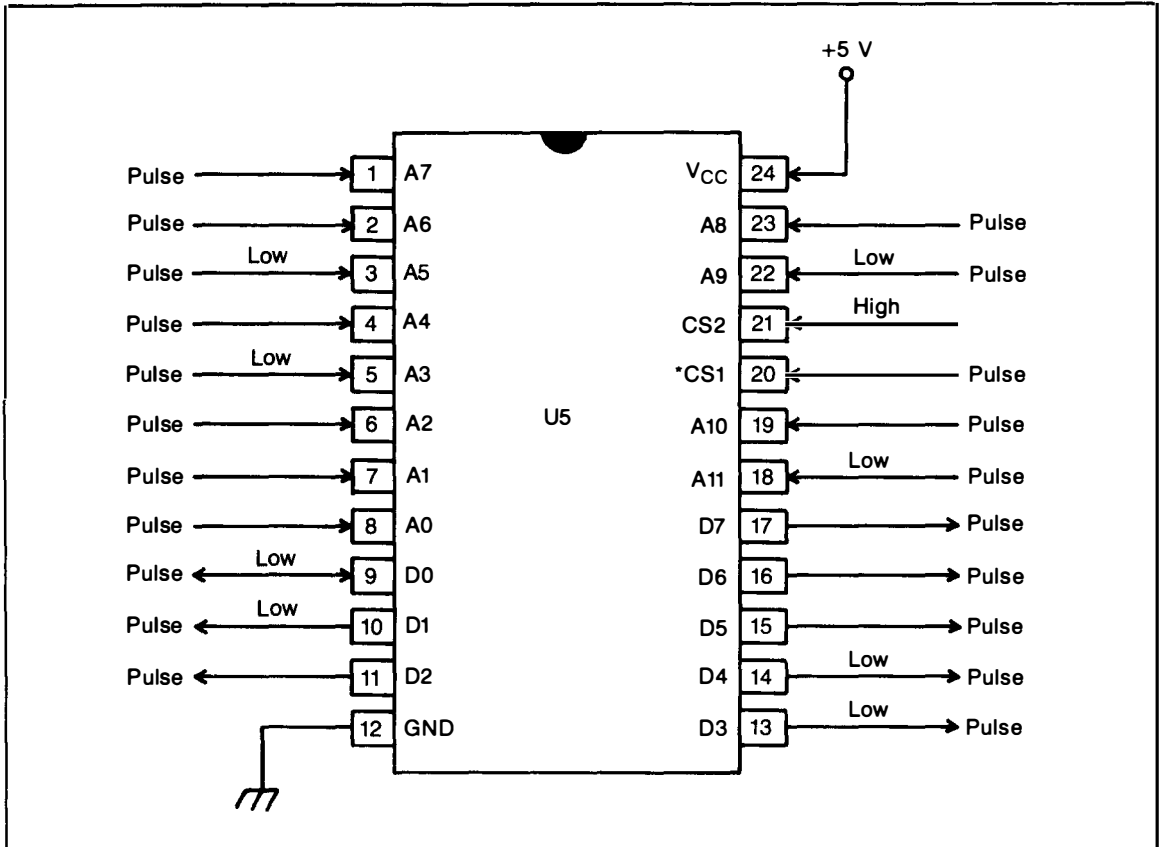 +5 V
Pulse 1 A7 VCC 24
Pulse 2 A6 A8 23 Pulse
Pulse Low 3 A5 A9 22 Low Pulse
Pulse 4 A4 CS2 21 High
Pulse Low 5 A3 *CS1 20 Pulse
Pulse 6 A2 U5 A10 19 Pulse
Pulse 7 A1 A11 18 Low Pulse
Pulse 8 A0 D7 17 Pulse
Pulse Low 9 D0 D6 16 Pulse
Pulse Low 10 D1 D5 15 Pulse
Pulse 11 D2 D4 14 Low Pulse
12 GND D3 13 Low Pulse